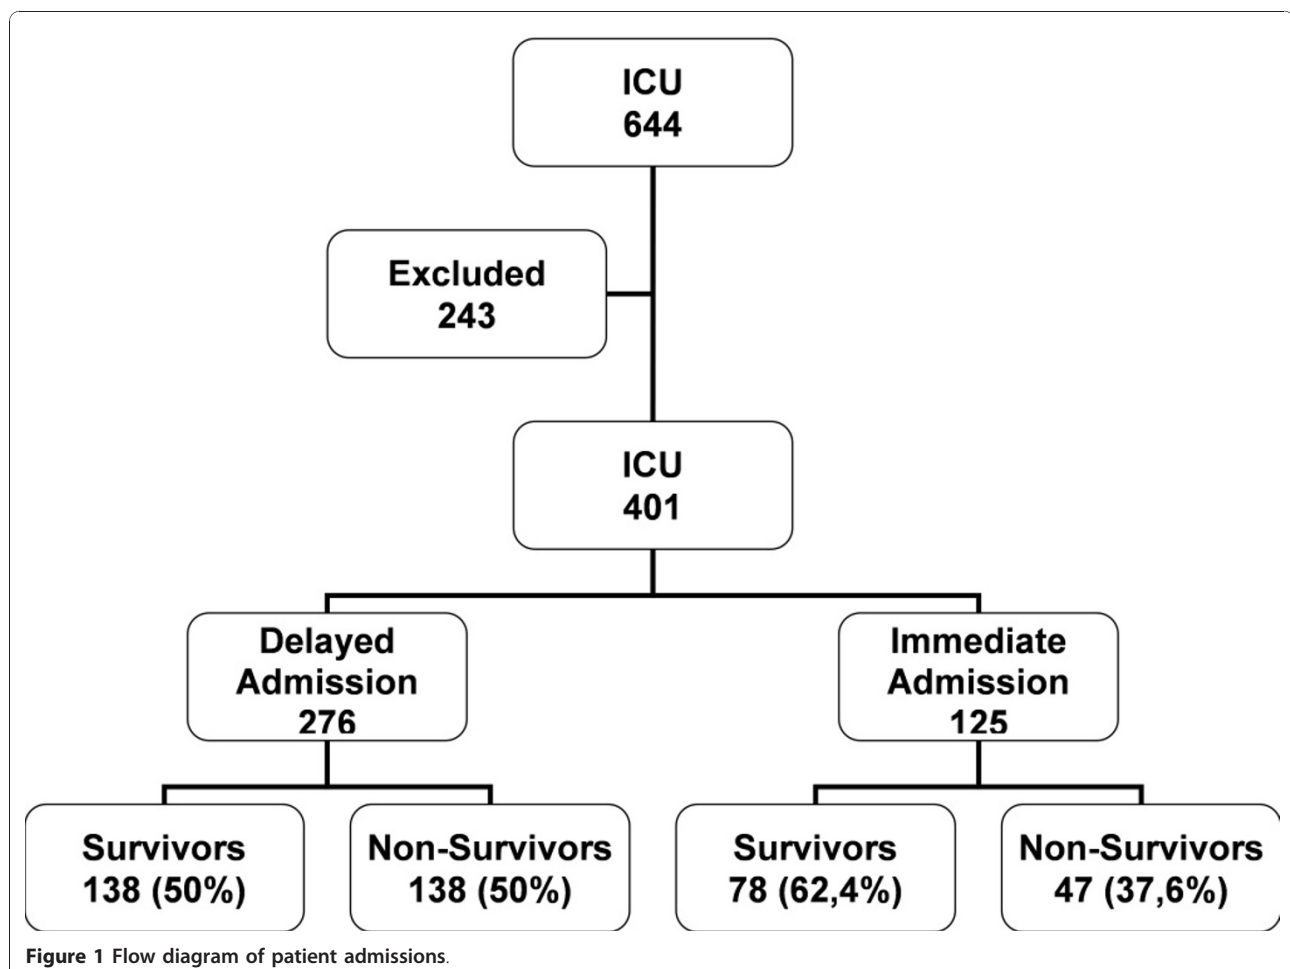 ICU
644
Excluded
243
ICU
401
Delayed
Admission
276
Immediate
Admission
125
Survivors
138 (50%)
Non-Survivors
138 (50%)
Survivors
78 (62,4%)
Non-Survivors
47 (37,6%)
Figure 1 Flow diagram of patient admissions.